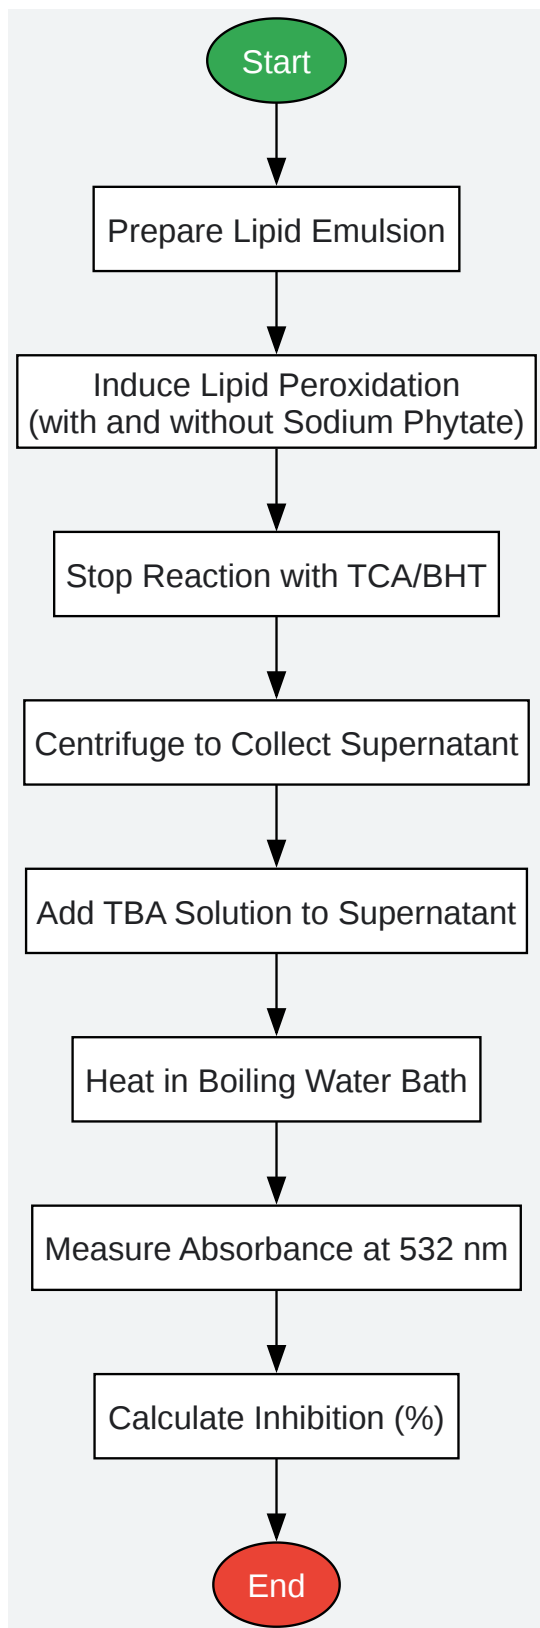 Start
Prepare Lipid Emulsion
Induce Lipid Peroxidation
(with and without Sodium Phytate)
Stop Reaction with TCA/BHT
Centrifuge to Collect Supernatant
Add TBA Solution to Supernatant
Heat in Boiling Water Bath
Measure Absorbance at 532 nm
Calculate Inhibition (%)
End